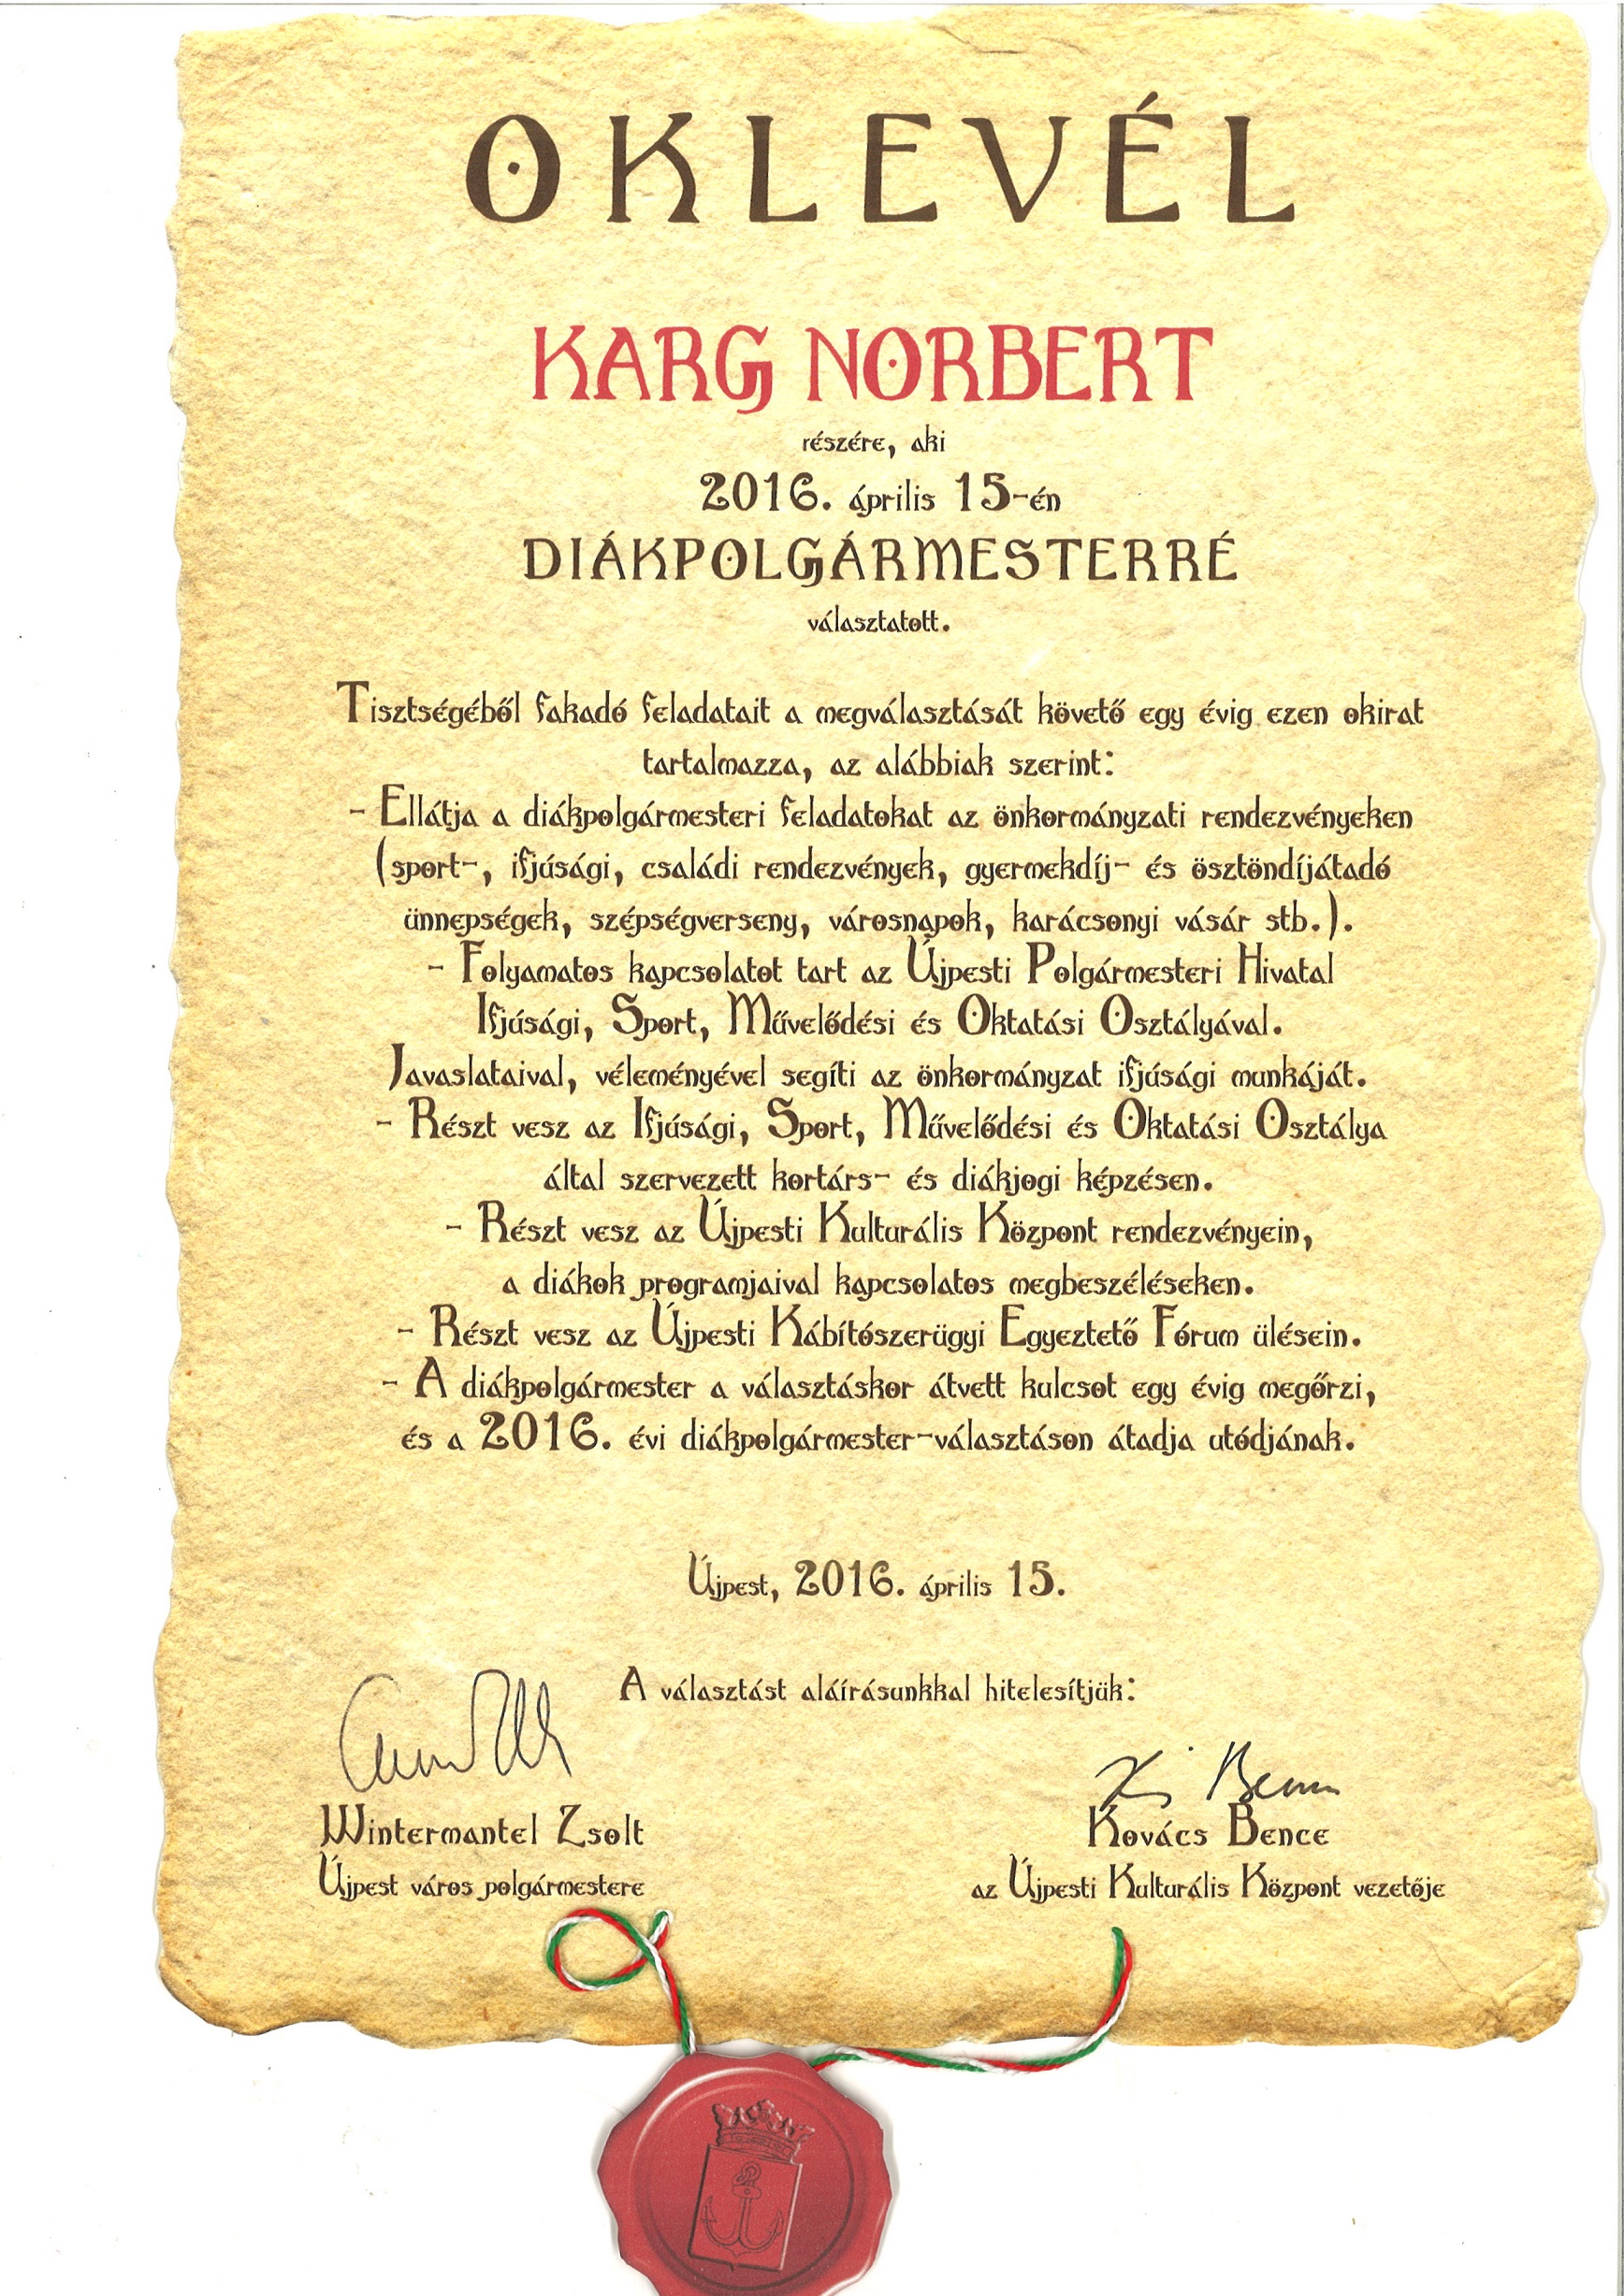 OKLEVÉL
KARG NORBERT
részére, aki
2016. április 15-én
DIÁKPOLGÁRMESTERRÉ
választatott.
Tisztségéből fakadó feladatait a megválasztását követő egy évig ezen okirat
tartalmazza, az alábbiak szerint:
- Ellátja a diákpolgármesteri feladatokat az önkormányzati rendezvényeken
(sport-, ifjúsági, családi rendezvények, gyermekdíj- és ösztöndíjátadó
ünnepségek, szépségverseny, városnapok, karácsonyi vásár stb.).
- Folyamatos kapcsolatot tart az Újpesti Polgármesteri Hivatal
Ifjúsági, Sport, Művelődési és Oktatási Osztályával.
Javaslataival, véleményével segíti az önkormányzat ifjúsági munkáját.
- Részt vesz az Ifjúsági, Sport, Művelődési és Oktatási Osztálya
által szervezett kortárs- és diákjogi képzésen.
- Részt vesz az Újpesti Kulturális Központ rendezvényein,
a diákok programjaival kapcsolatos megbeszéléseken.
- Részt vesz az Újpesti Kábítószerügyi Egyeztető Fórum ülésein.
- A diákpolgármester a választáskor átvett kulcsot egy évig megőrzi,
és a 2016. évi diákpolgármester-választáson átadja utódjának.
Újpest, 2016. április 15.
A választást aláírásunkkal hitelesítjük:
Wintermantel Zsolt
Kovács Bence
Újpest város polgármestere
az Újpesti Kulturális Központ vezetője